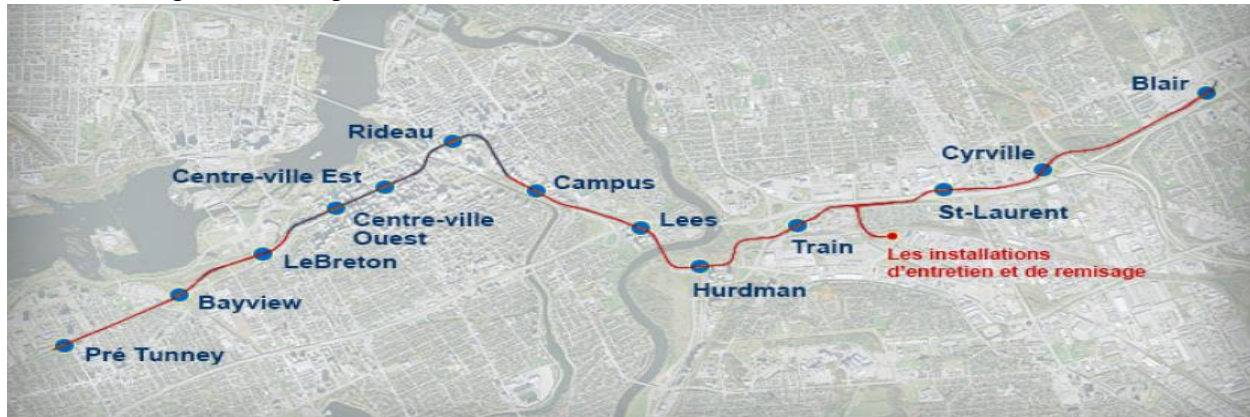 Blair
Rideau
Cyrville
Centre-ville Est
Campus
Centre-ville
Ouest
Lees
St-Laurent
Train
LeBreton
Les installations
d'entretien et de remisage
Hurdman
Bayview
Pré Tunney